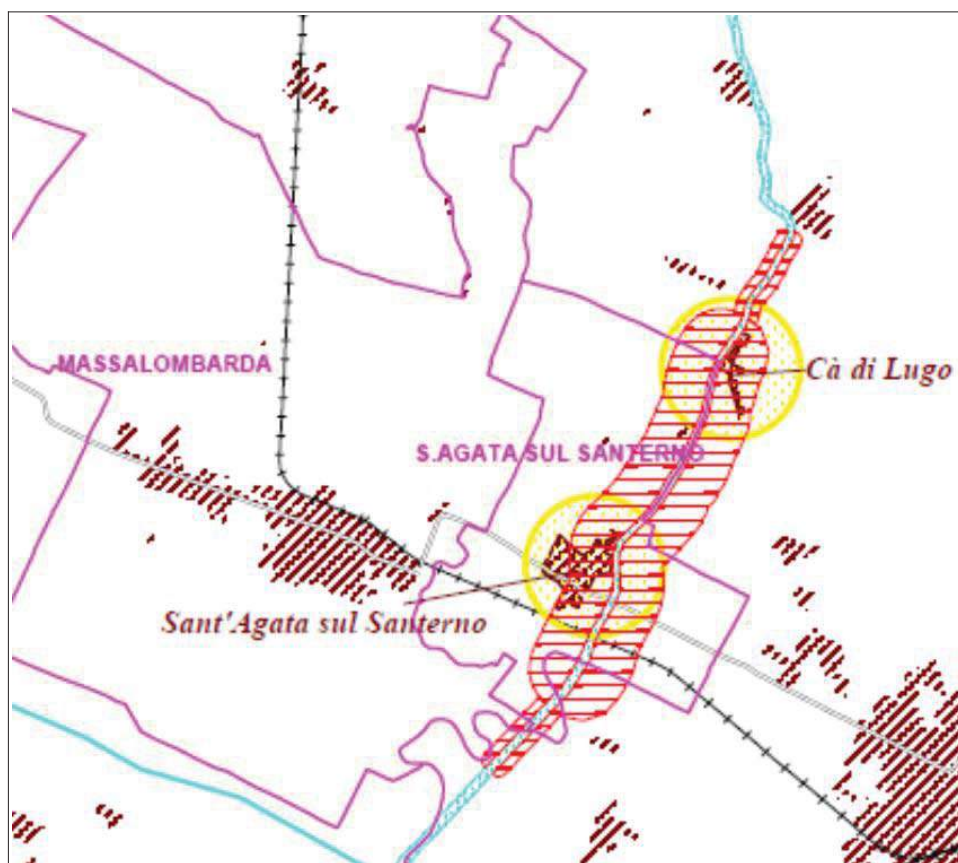 MASSALOMBARDA
Cà di Lugo
S.AGATA SUL SANTERNO
Sant'Agata sul Santerno